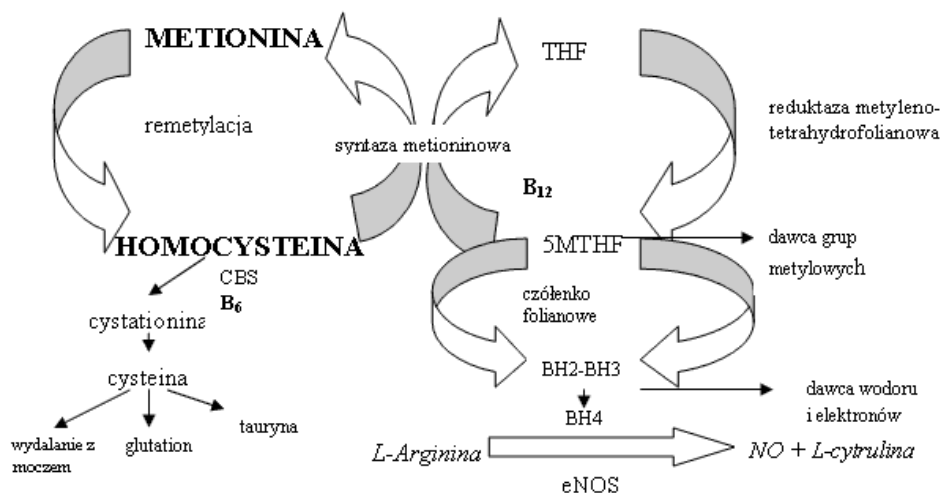 METIONINA
THF
remetylacja
reduktaza metyleno-
tetrahydrofolianowa
syntaza metioninowa
B12
HOMOCYSTEINA
5MTHF
dawca grup
metylowych
CBS
B6
czółenko
folianowe
cystationina
BH2-BH3
cysteina
dawca wodoru
i elektronów
BH4
tauryna
wydalanie z
moczem
glutation
L-Arginina
NO + L-cytrulina
eNOS